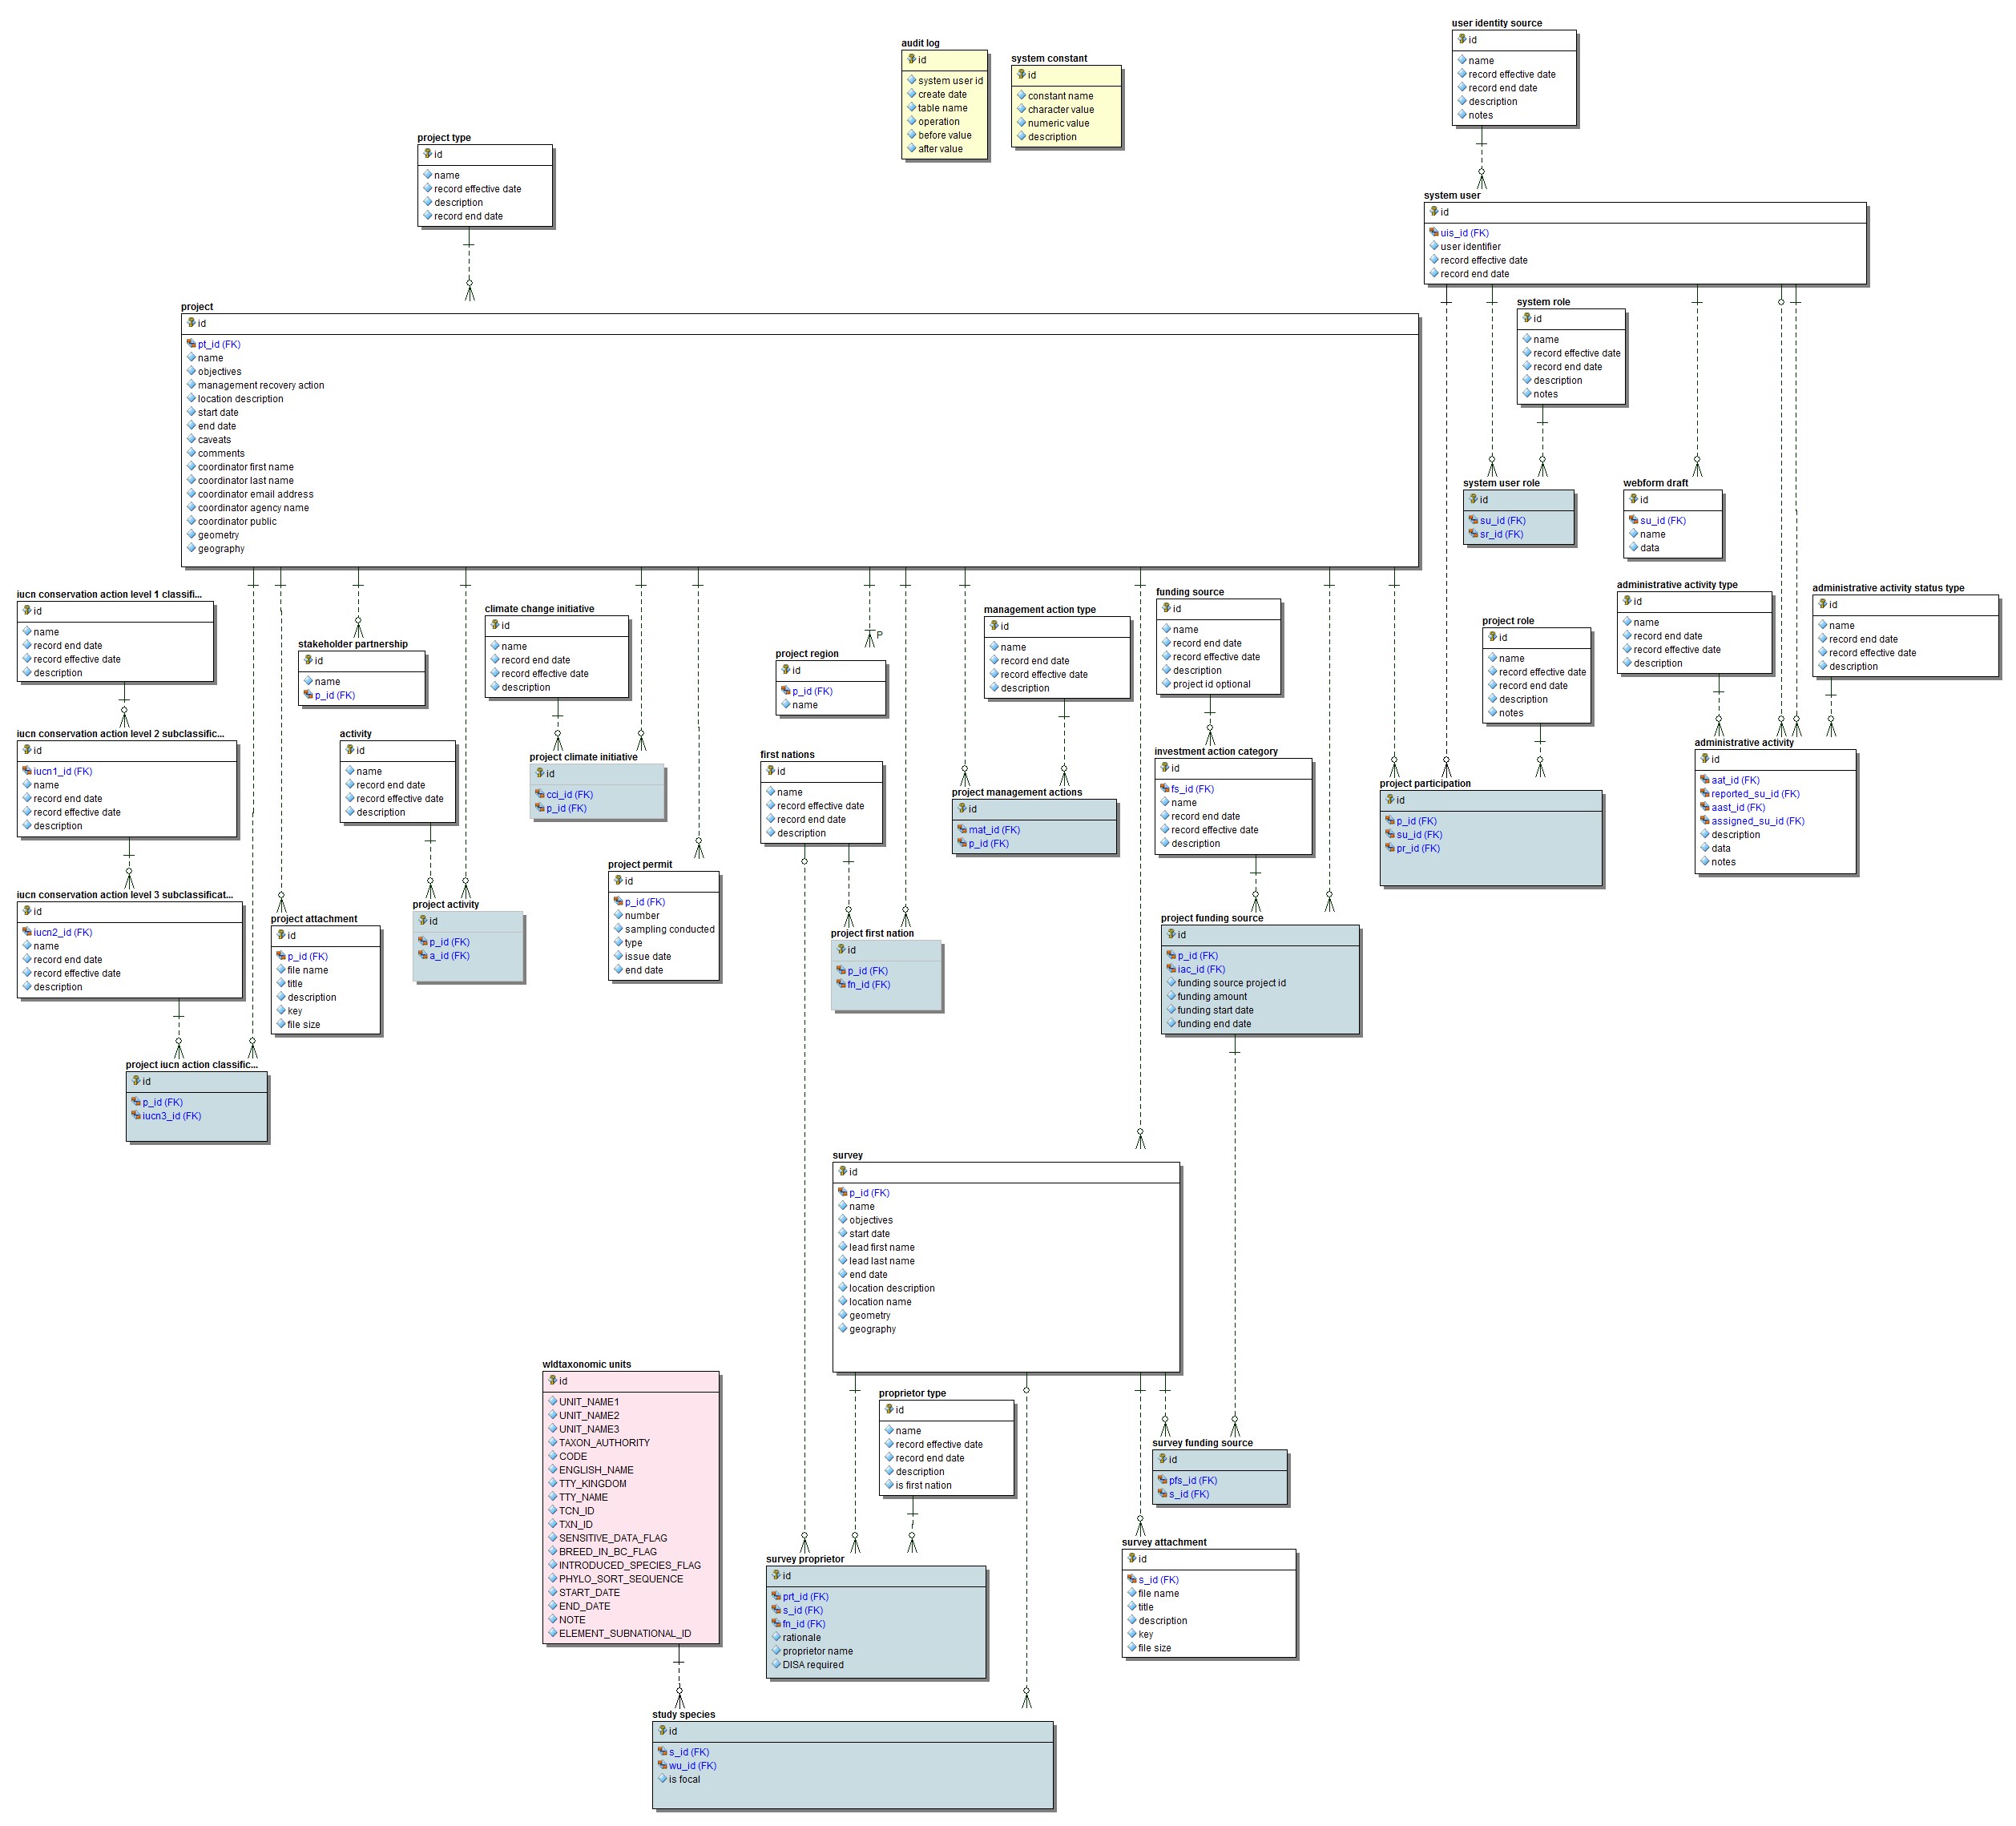 user identity source
id
name
record effective date
record end date
description
notes
audit log
id
system user id
create date
table name
operation
before value
after value
system constant
id
constant name
character value
numeric value
description
project type
id
name
record effective date
description
record end date
system user
id
uis_id (FK)
user identifier
record effective date
record end date
project
id
pt_id (FK)
name
objectives
management recovery action
location description
start date
end date
caveats
comments
coordinator first name
coordinator last name
coordinator email address
coordinator agency name
coordinator public
geometry
geography
system role
id
name
record effective date
record end date
description
notes
system user role
id
su_id (FK)
sr_id (FK)
webform draft
id
su_id (FK)
name
data
iucn conservation action level 1 classifi...
id
name
record end date
record effective date
description
stakeholder partnership
id
name
p_id (FK)
climate change initiative
id
name
record end date
record effective date
description
P
project region
id
p_id (FK)
name
management action type
id
name
record end date
record effective date
description
funding source
id
name
record end date
record effective date
description
project id optional
project role
id
name
record effective date
record end date
description
notes
administrative activity type
id
name
record end date
record effective date
description
administrative activity status type
id
name
record end date
record effective date
description
iucn conservation action level 2 subclassific...
id
iucn1_id (FK)
name
record end date
record effective date
description
activity
id
name
record end date
record effective date
description
project climate initiative
id
cci_id (FK)
p_id (FK)
first nations
id
name
record effective date
record end date
description
project management actions
id
mat_id (FK)
p_id (FK)
investment action category
id
fs_id (FK)
name
record end date
record effective date
description
project participation
id
p_id (FK)
su_id (FK)
pr_id (FK)
administrative activity
id
aat_id (FK)
reported_su_id (FK)
aast_id (FK)
assigned_su_id (FK)
description
data
notes
iucn conservation action level 3 subclassificat...
id
iucn2_id (FK)
name
record end date
record effective date
description
project attachment
id
p_id (FK)
file name
title
description
key
file size
project activity
id
p_id (FK)
a_id (FK)
project permit
id
p_id (FK)
number
sampling conducted
type
issue date
end date
project first nation
id
p_id (FK)
fn_id (FK)
project funding source
id
p_id (FK)
iac_id (FK)
funding source project id
funding amount
funding start date
funding end date
project iucn action classific...
id
p_id (FK)
iucn3_id (FK)
survey
id
p_id (FK)
name
objectives
start date
lead first name
lead last name
end date
location description
location name
geometry
geography
wldtaxonomic units
id
UNIT_NAME1
UNIT_NAME2
UNIT_NAME3
TAXON_AUTHORITY
CODE
ENGLISH_NAME
TTY_KINGDOM
TTY_NAME
TCN_ID
TXN_ID
SENSITIVE_DATA_FLAG
BREED_IN_BC_FLAG
INTRODUCED_SPECIES_FLAG
PHYLO_SORT_SEQUENCE
START_DATE
END_DATE
NOTE
ELEMENT_SUBNATIONAL_ID
proprietor type
id
name
record effective date
record end date
description
is first nation
survey funding source
id
pfs_id (FK)
s_id (FK)
survey proprietor
id
prt_id (FK)
s_id (FK)
fn_id (FK)
rationale
proprietor name
DISA required
survey attachment
id
s_id (FK)
file name
title
description
key
file size
study species
id
s_id (FK)
wu_id (FK)
is focal